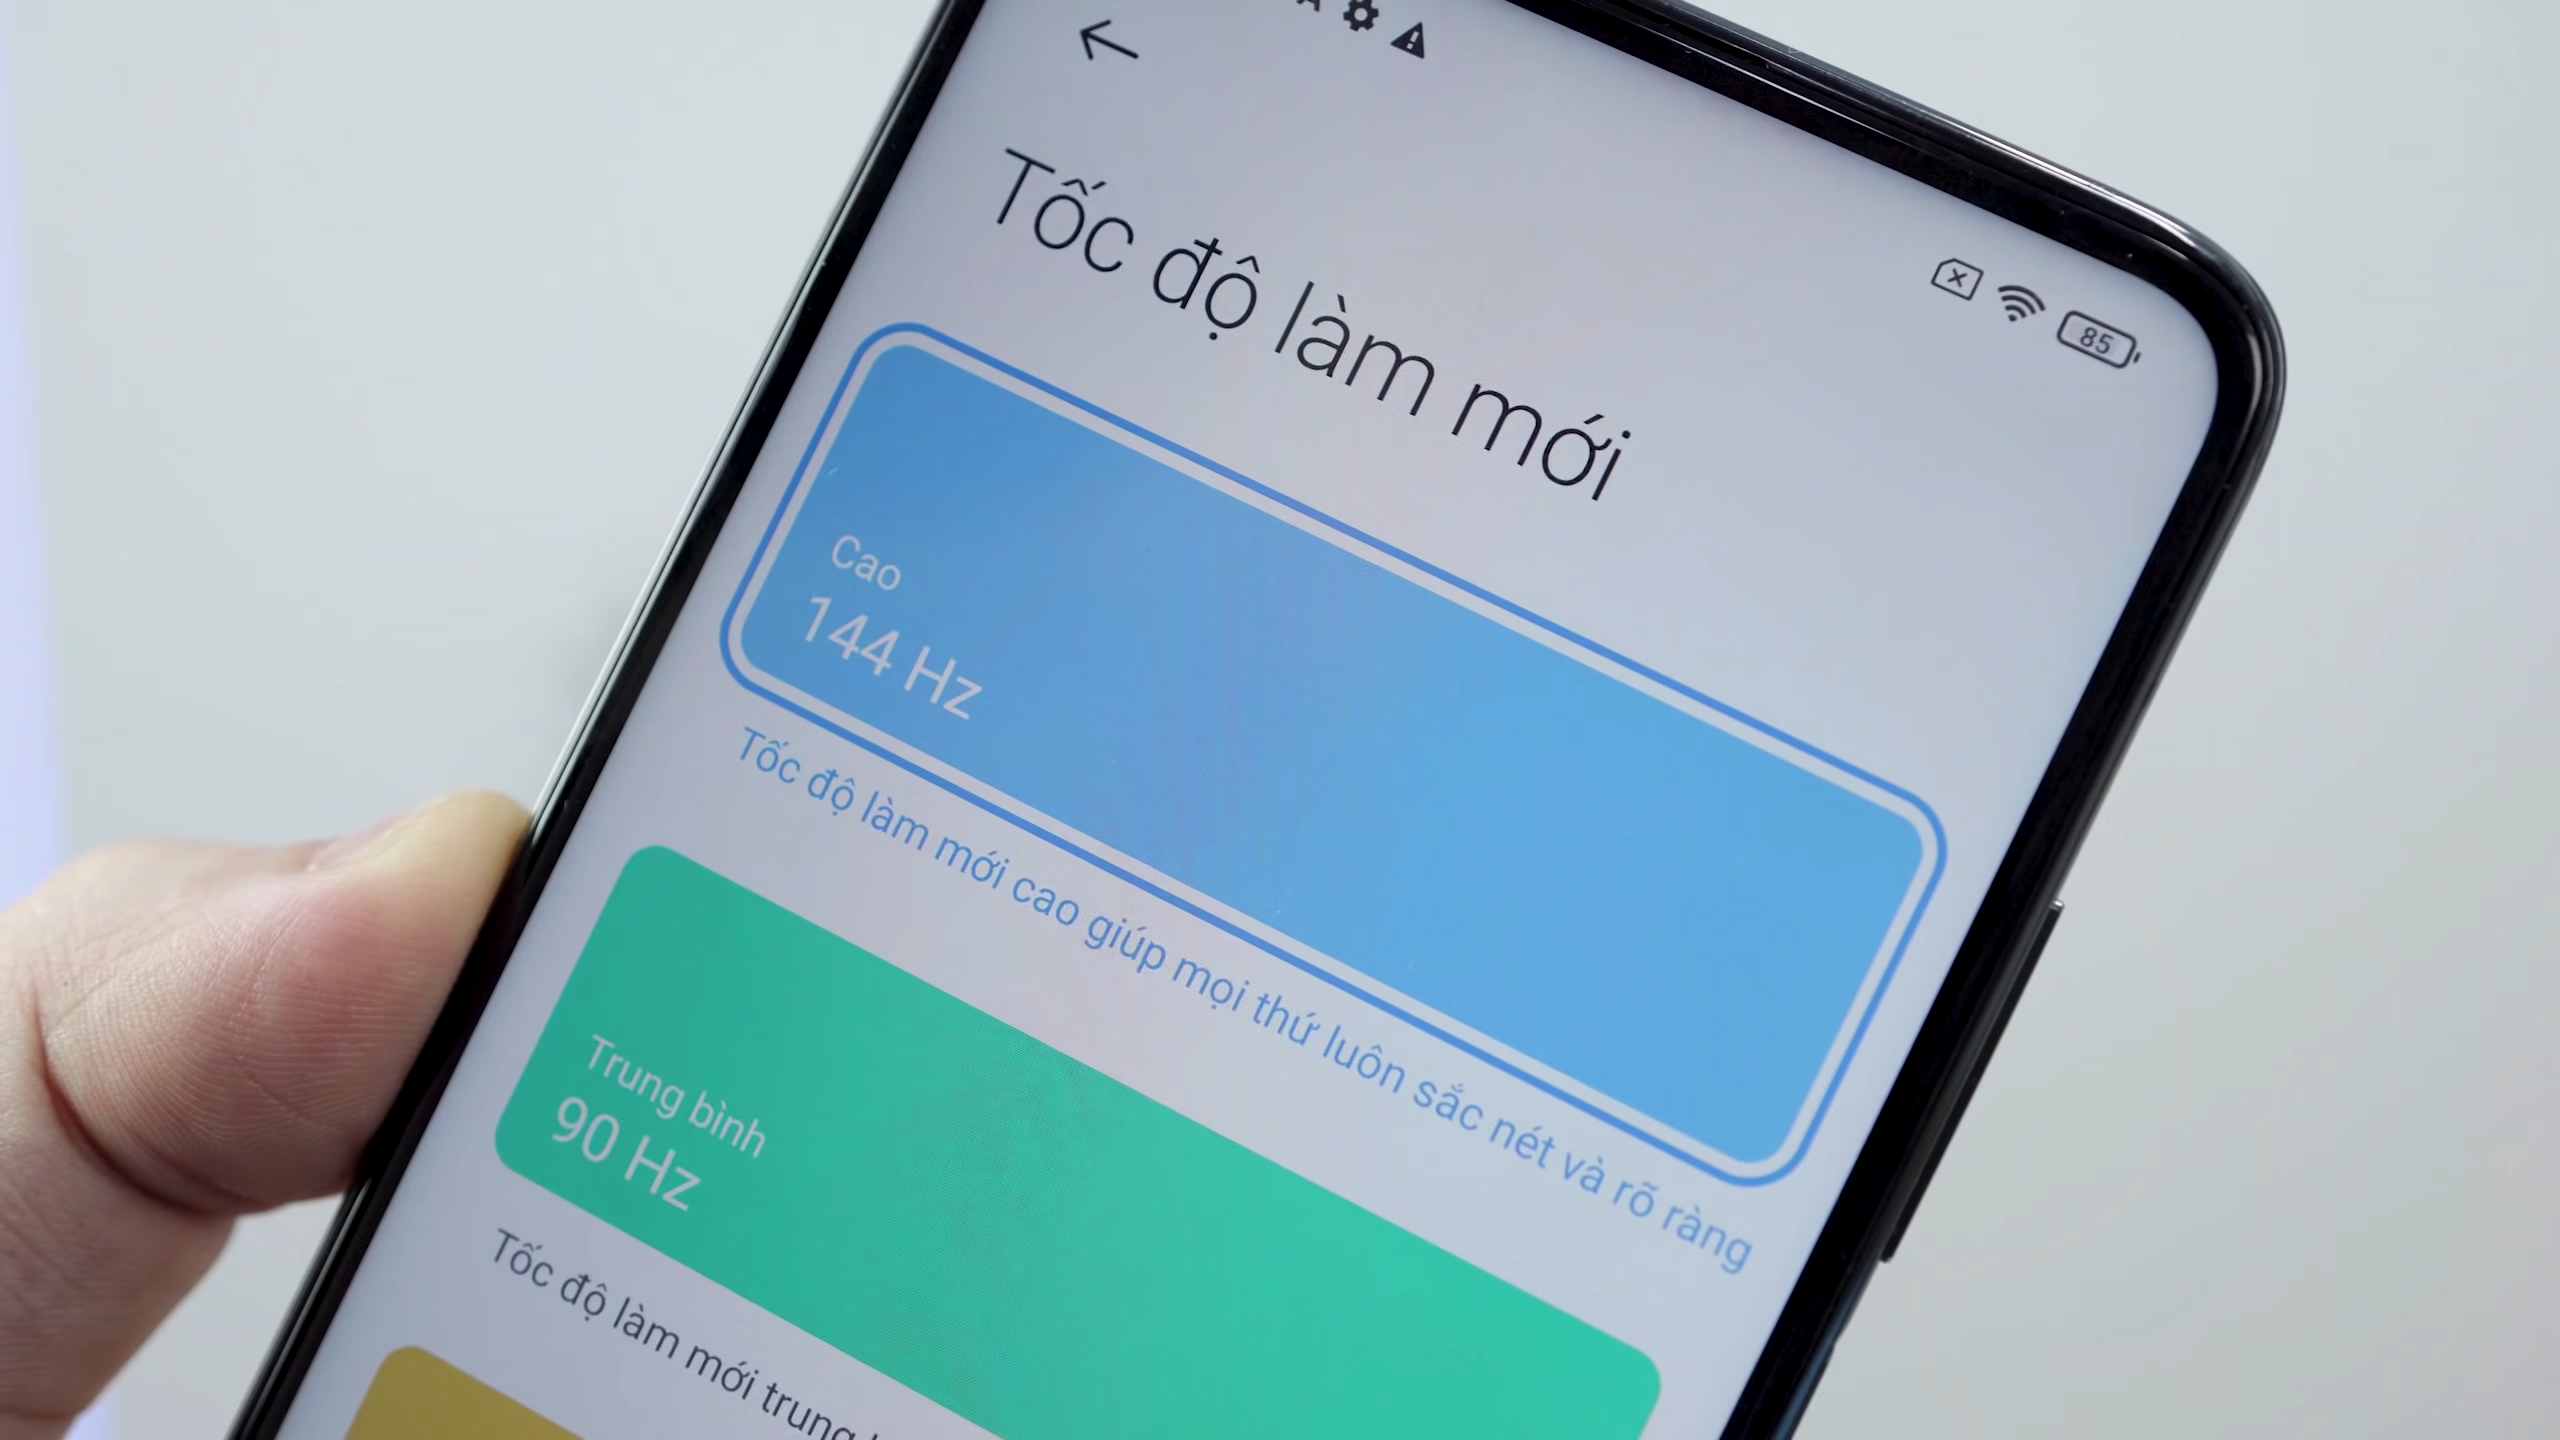 85
Tốc độ làm mới
Cao
144 Hz
Tốc độ làm mới cao giúp mọi thứ luôn sắc nét và rõ ràng
Trung bình
90 Hz
Tốc độ làm mới trung